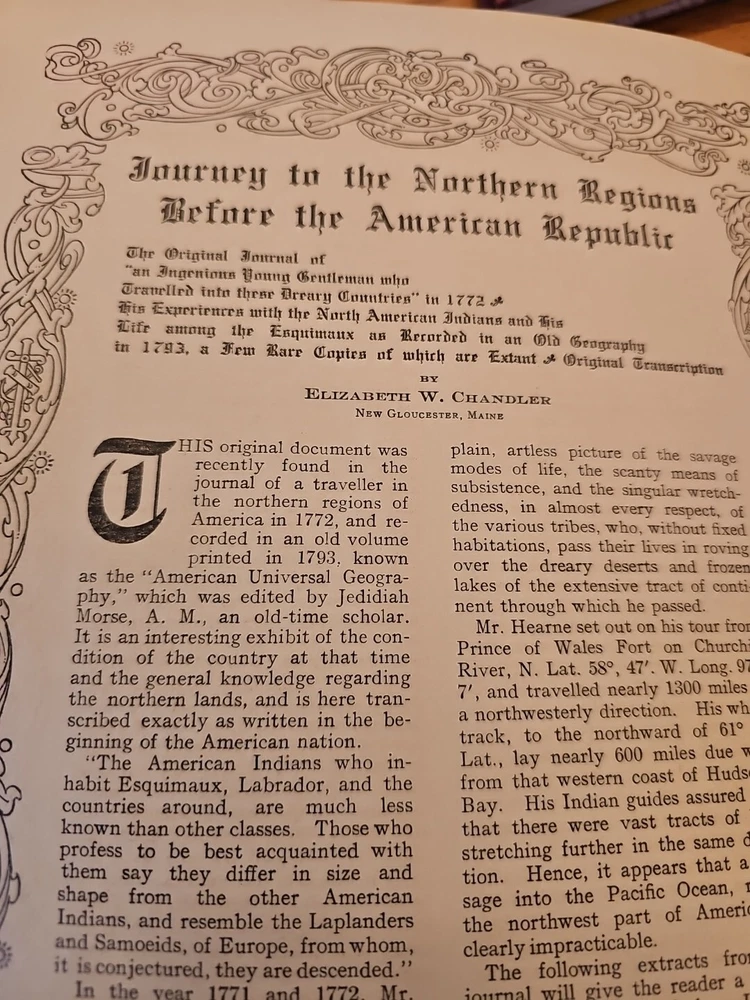 Journey to the Northern Regions
Before the American Republic
The Original Journal of
"an Ingenious Young Gentleman who
Travelled into these Dreary Countries" in 1772
His Experiences with the North American Indians and His
Life among the Esquimaux as Recorded in an Old Geography
in 1793, a Few Rare Copies of which are Extant Original Transcription
BY
ELIZABETH W. CHANDLER
NEW GLOUCESTER, MAINE
THIS original document was
recently found in the
journal of a traveller in
the northern regions of
America in 1772, and re-
corded in an old volume
printed in 1793, known
as the "American Universal Geogra-
phy," which was edited by Jedidiah
Morse, A. M., an old-time scholar.
It is an interesting exhibit of the con-
dition of the country at that time
and the general knowledge regarding
the northern lands, and is here tran-
scribed exactly as written in the be-
ginning of the American nation.
"The American Indians who in-
habit Esquimaux, Labrador, and the
countries around, are much less
known than other classes. Those who
profess to be best acquainted with
them say they differ in size and
shape from the other American
Indians, and resemble the Laplanders
and Samoeids, of Europe, from whom,
it is conjectured, they are descended."
In the year 1771 and 1772, Mr.
plain, artless picture of the savage
modes of life, the scanty means of
subsistence, and the singular wretch-
edness, in almost every respect, of
the various tribes, who, without fixed
habitations, pass their lives in roving
over the dreary deserts and frozen
lakes of the extensive tract of conti-
nent through which he passed.
Mr. Hearne set out on his tour from
Prince of Wales Fort on Churchi
River, N. Lat. 58°, 47′. W. Long. 97
7′, and travelled nearly 1300 miles
a northwesterly direction. His wh
track, to the northward of 61°
Lat., lay nearly 600 miles due w
from that western coast of Huds
Bay. His Indian guides assured
that there were vast tracts of
stretching further in the same d
tion. Hence, it appears that a
sage into the Pacific Ocean,
the northwest part of Americ
clearly impracticable.
The following extracts fro
journal will give the reader a